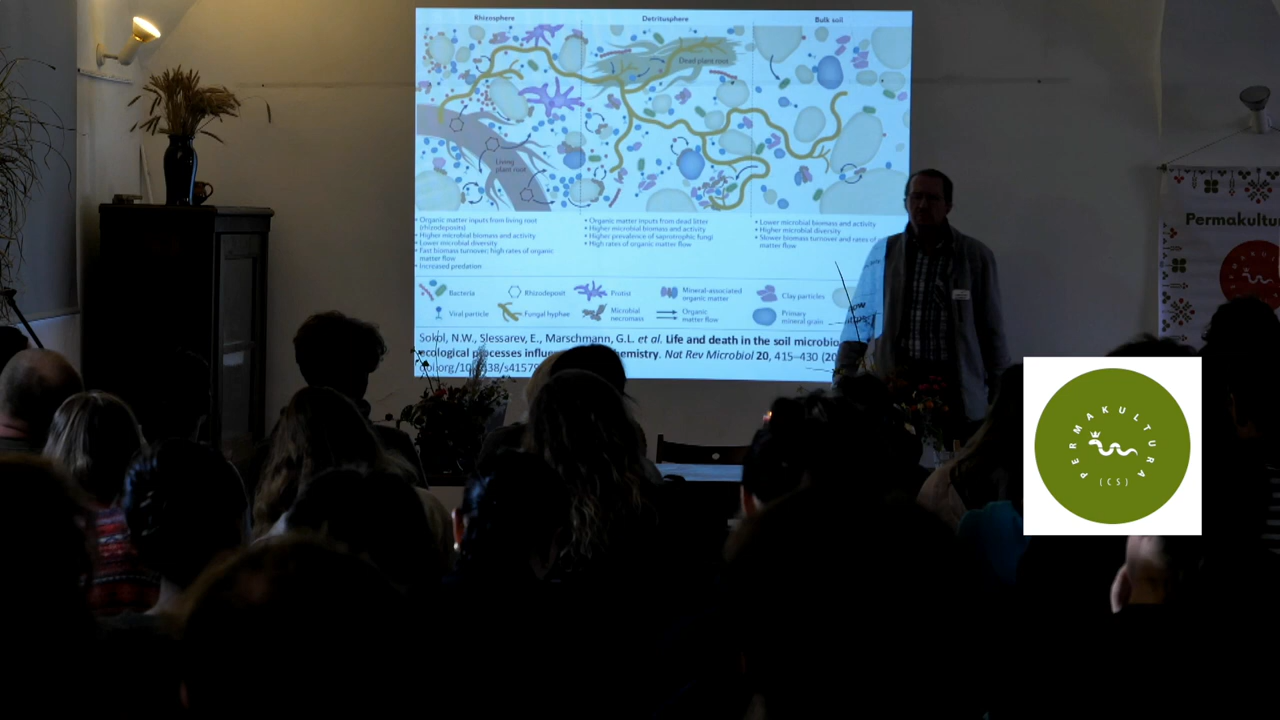 Rhizosphere
Detritusphere
Bulk soil
Dead plant root
Living
plant root
• Organic matter inputs from living root
(rhizodeposits)
• Higher microbial biomass and activity
• Lower microbial diversity
• Fast biomass turnover: high rates of organic
matter flow
• Increased predation
• Organic matter inputs from dead litter
• Higher microbial biomass and activity
• Higher prevalence of saprotrophic fungi
• High rates of organic matter flow
• Lower microbial biomass and activity
• Higher microbial diversity
• Slower biomass turnover and rates of
matter flow
Bacteria
Rhizodeposit
Protist
Mineral-associated
organic matter
Clay particles
Viral particle
Fungal hyphae
Microbial
necromass
Organic
matter flow
Primary
mineral grain
Sokol, N.W., Slessarev, E., Marschmann, G.L. et al. Life and death in the soil microbio
ecological processes influ
chemistry. Nat Rev Microbiol 20, 415–430 (20
Permakultu
PERMAKULTURA
(CS)